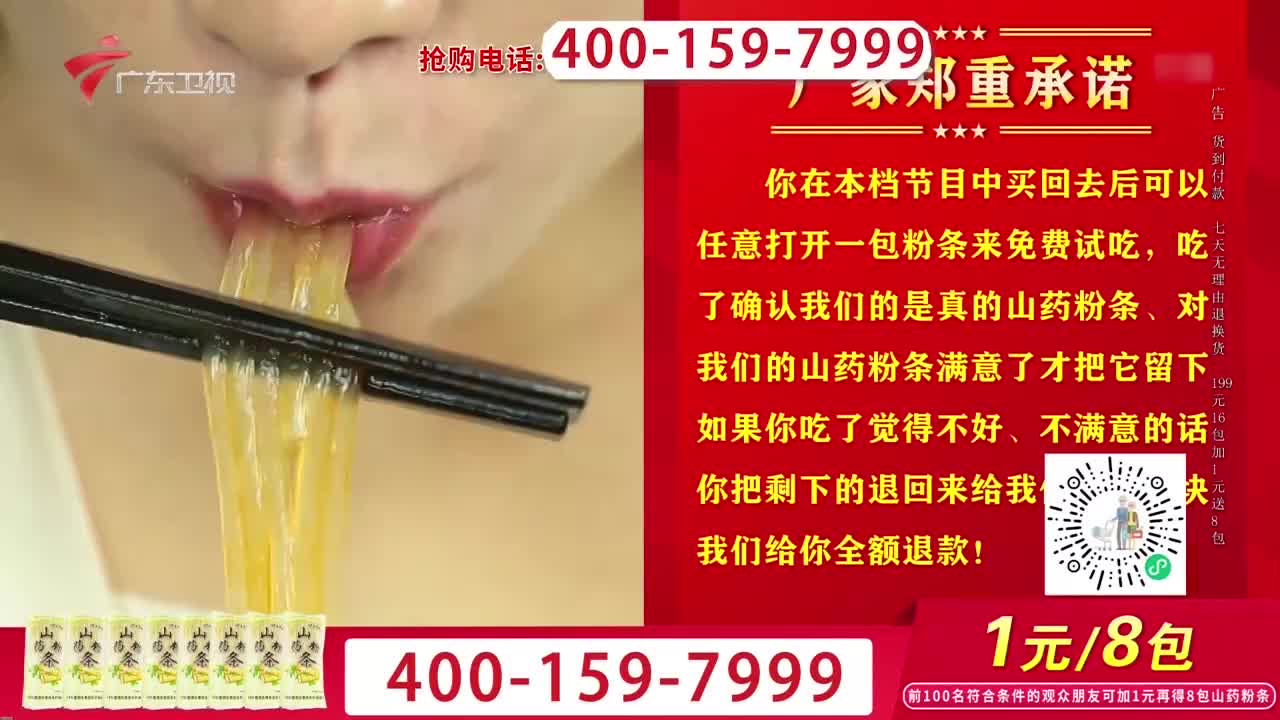 广东卫视
抢购电话: 400-159-7999
厂家郑重承诺
你在本档节目中买回去后可以
任意打开一包粉条来免费试吃，吃
了确认我们的是真的山药粉条、对
我们的山药粉条满意了才把它留下
如果你吃了觉得不好、不满意的话
你把剩下的退回来给我
我们给你全额退款!
广告 货到付款 七天无理由退换货 199元16包加1元送8包
山药粉条
400-159-7999
1元/8包
前100名符合条件的观众朋友可加1元再得8包山药粉条